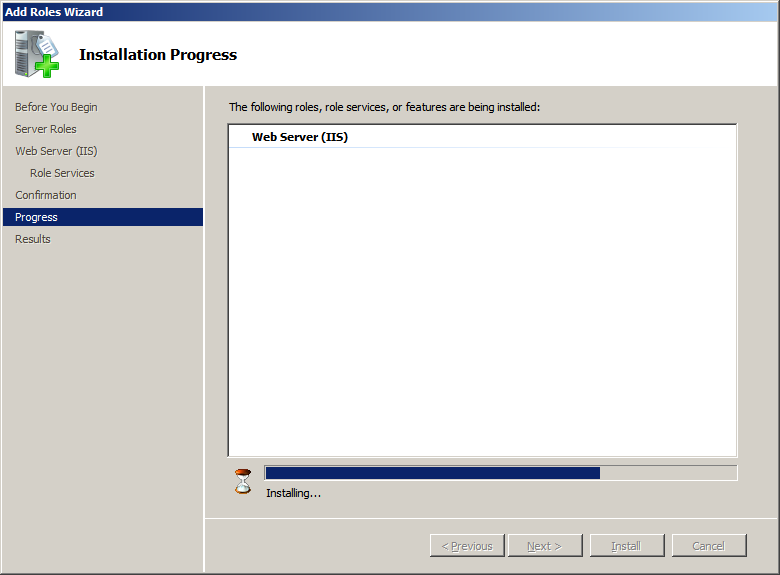 Add Roles Wizard
Installation Progress
Before You Begin
Server Roles
Web Server (IIS)
Role Services
Confirmation
Progress
Results
The following roles, role services, or features are being installed:
Web Server (IIS)
Installing...
< Previous
Next >
Install
Cancel